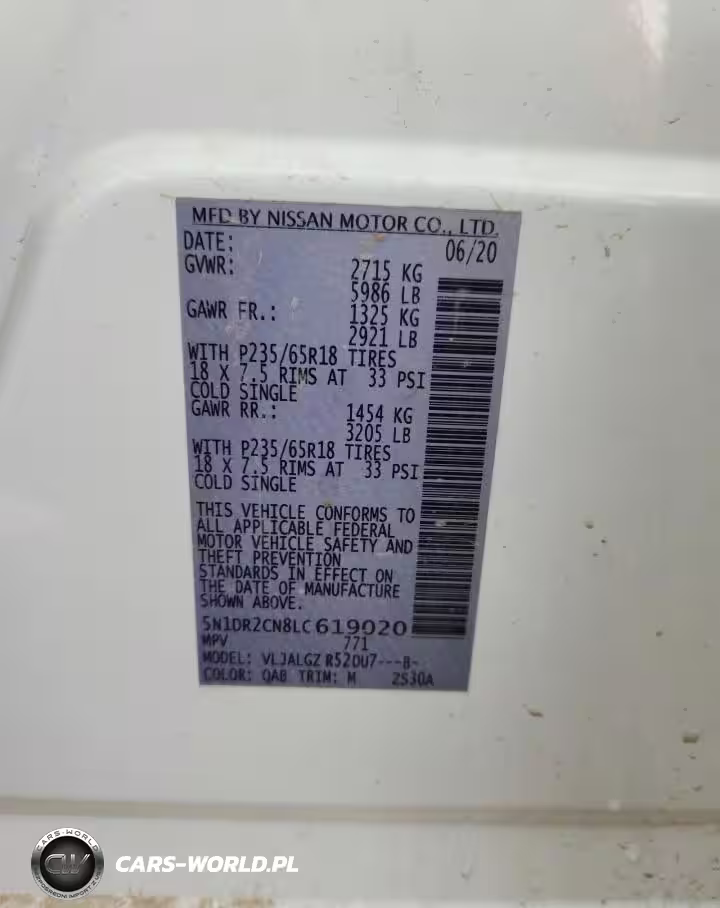 MFD BY NISSAN MOTOR CO., LTD.
DATE: 06/20
GVWR: 2715 KG
5986 LB
GAWR FR.: 1325 KG
2921 LB
WITH P235/65R18 TIRES
18 X 7.5 RIMS AT 33 PSI
COLD SINGLE
GAWR RR.: 1454 KG
3205 LB
WITH P235/65R18 TIRES
18 X 7.5 RIMS AT 33 PSI
COLD SINGLE
THIS VEHICLE CONFORMS TO
ALL APPLICABLE FEDERAL
MOTOR VEHICLE SAFETY AND
THEFT PREVENTION
STANDARDS IN EFFECT ON
THE DATE OF MANUFACTURE
SHOWN ABOVE.
5N1DR2CN8LC619020
MPV 771
MODEL: VLJALGZ R52DU7---B-
COLOR: QAB TRIM: M 2S30A
CARS-WORLD
CW
CARS-WORLD.PL